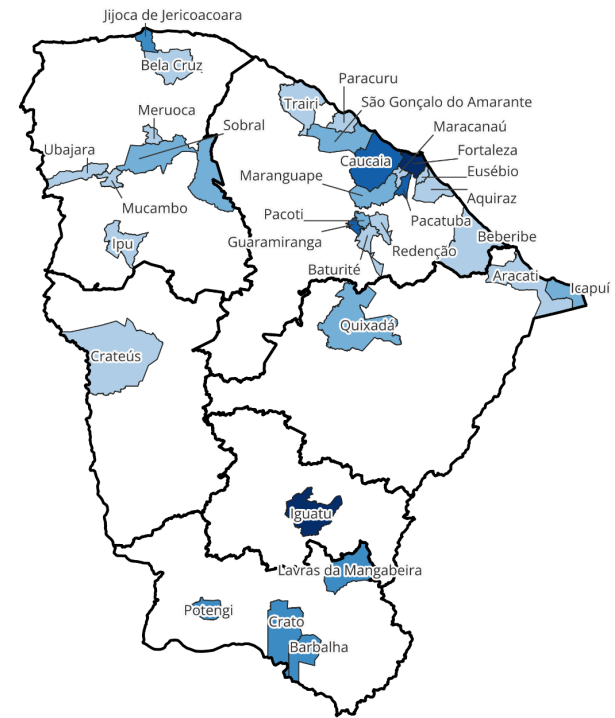 Jijoca de Jericoacoara
Bela Cruz
Paracuru
Trairi
São Gonçalo do Amarante
Meruoca
Sobral
Maracanaú
Fortaleza
Ubajara
Caucaia
Eusébio
Maranguape
Aquiraz
Mucambo
Pacoti
Pacatuba
Guaramiranga
Ipu
Redenção
Beberibe
Baturité
Aracati
Icapuí
Quixadá
Crateús
Iguatu
Lavras da Mangabeira
Potengi
Crato
Barbalha